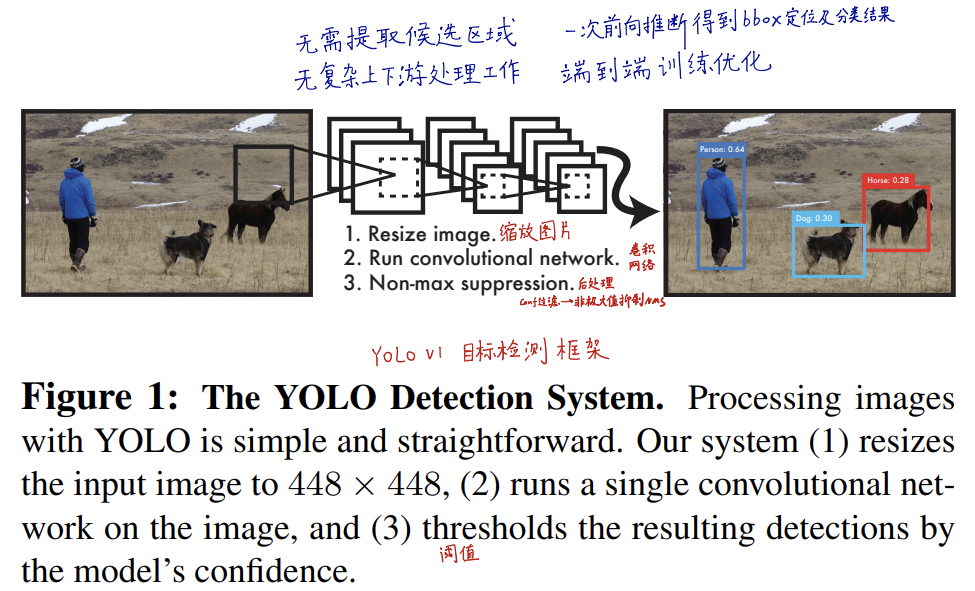 无需提取候选区域 一次前向推断得到bbox定位及分类结果
无复杂上下游处理工作 端到端训练优化
Person: 0.64
Horse: 0.28
Dog: 0.30
1. Resize image. 缩放图片
2. Run convolutional network. 卷积网络
3. Non-max suppression. 后处理
conf过滤→非极大值抑制NMS
YOLO V1 目标检测框架
Figure 1: The YOLO Detection System. Processing images
with YOLO is simple and straightforward. Our system (1) resizes
the input image to 448 × 448, (2) runs a single convolutional net-
work on the image, and (3) thresholds the resulting detections by
阈值
the model's confidence.